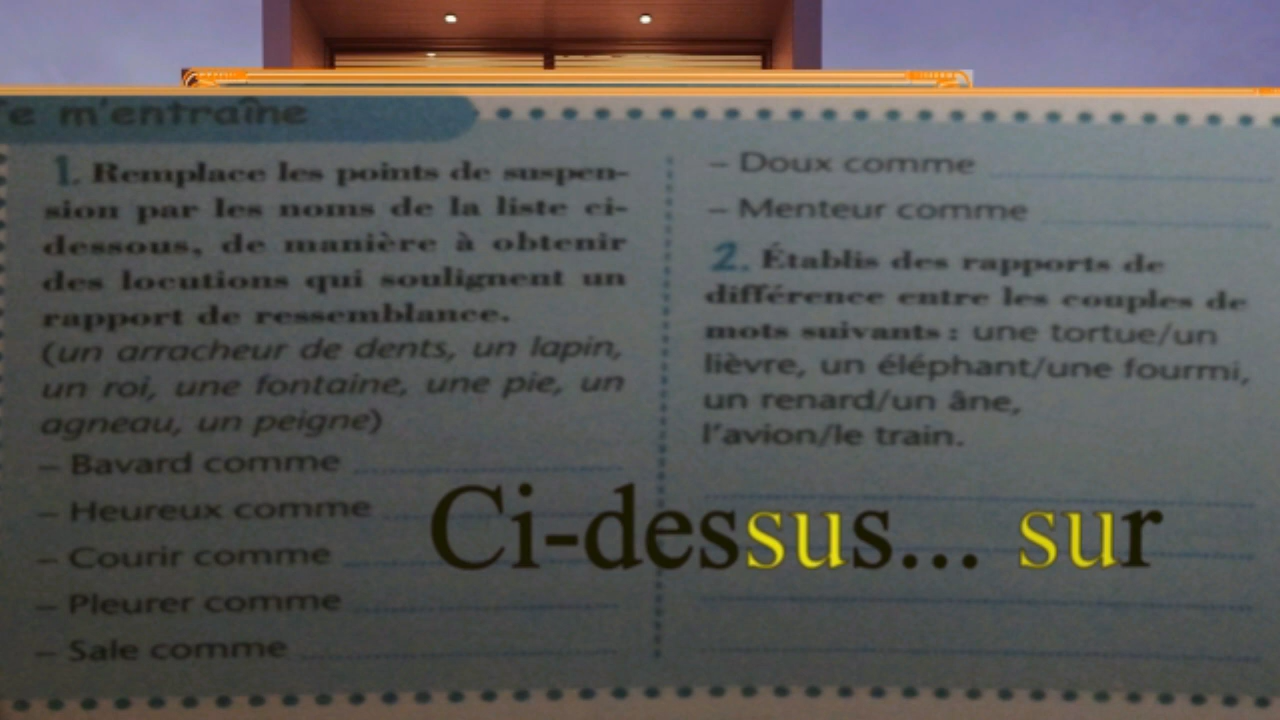 e m'entraîne
1. Remplace les points de suspen-
sion par les noms de la liste ci-
dessous, de manière à obtenir
des locutions qui soulignent un
rapport de ressemblance.
(un arracheur de dents, un lapin,
un roi, une fontaine, une pie, un
agneau, un peigne)
– Bavard comme
– Heureux comme
– Courir comme
– Pleurer comme
– Sale comme
– Doux comme
– Menteur comme
2. Établis des rapports de
différence entre les couples de
mots suivants : une tortue/un
lièvre, un éléphant/une fourmi,
un renard/un âne,
l'avion/le train.
Ci-dessus... sur